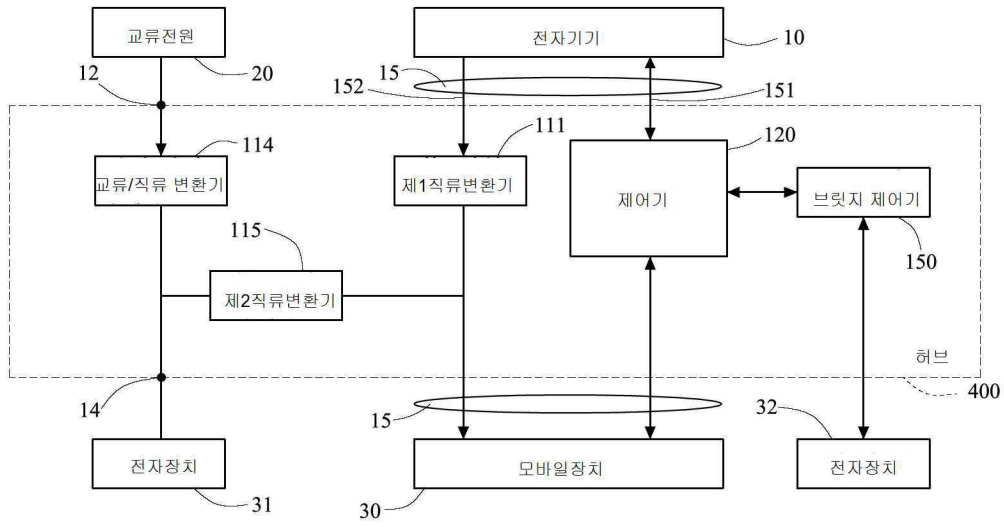 교류전원
전자기기
10
20
15
12
152
151
111
120
114
교류/직류 변환기
제1직류변환기
제어기
브릿지 제어기
115
150
제2직류변환기
허브
14
400
15
32
전자장치
모바일장치
전자장치
31
30